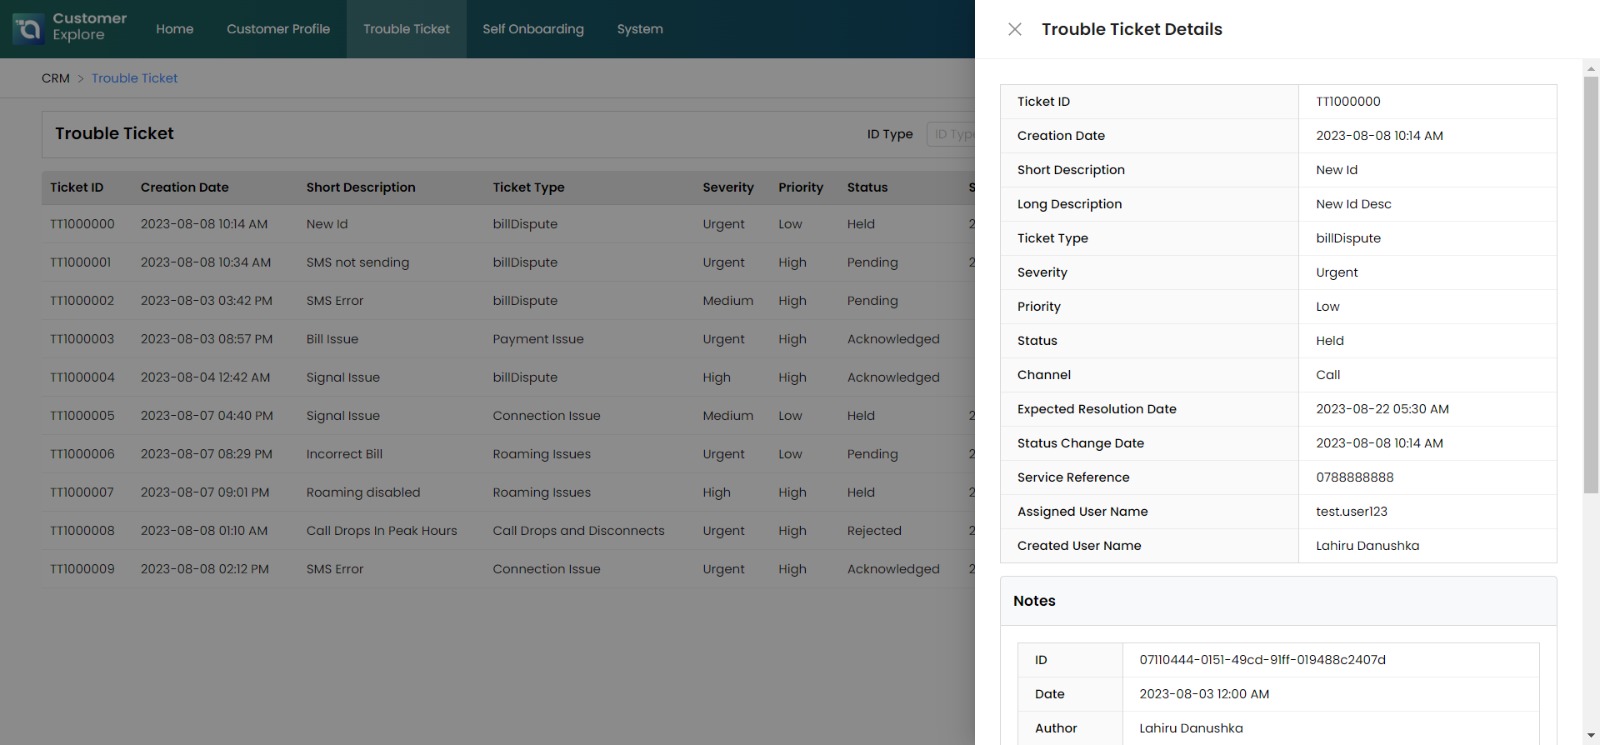 Customer
Explore
Home Customer Profile Trouble Ticket Self Onboarding System
CRM > Trouble Ticket
Trouble Ticket ID Type
Ticket ID Creation Date Short Description Ticket Type Severity Priority Status
TT1000000 2023-08-08 10:14 AM New Id billDispute Urgent Low Held 2
TT1000001 2023-08-08 10:34 AM SMS not sending billDispute Urgent High Pending 2
TT1000002 2023-08-03 03:42 PM SMS Error billDispute Medium High Pending 2
TT1000003 2023-08-03 08:57 PM Bill Issue Payment Issue Urgent High Acknowledged
TT1000004 2023-08-04 12:42 AM Signal Issue billDispute High High Acknowledged
TT1000005 2023-08-07 04:40 PM Signal Issue Connection Issue Medium Low Held 2
TT1000006 2023-08-07 08:29 PM Incorrect Bill Roaming Issues Urgent Low Pending 2
TT1000007 2023-08-07 09:01 PM Roaming disabled Roaming Issues High High Held 2
TT1000008 2023-08-08 01:10 AM Call Drops In Peak Hours Call Drops and Disconnects Urgent High Rejected 2
TT1000009 2023-08-08 02:12 PM SMS Error Connection Issue Urgent High Acknowledged 2
Trouble Ticket Details
Ticket ID TT1000000
Creation Date 2023-08-08 10:14 AM
Short Description New Id
Long Description New Id Desc
Ticket Type billDispute
Severity Urgent
Priority Low
Status Held
Channel Call
Expected Resolution Date 2023-08-22 05:30 AM
Status Change Date 2023-08-08 10:14 AM
Service Reference 0788888888
Assigned User Name test.user123
Created User Name Lahiru Danushka
Notes
ID 07110444-0151-49cd-91ff-019488c2407d
Date 2023-08-03 12:00 AM
Author Lahiru Danushka